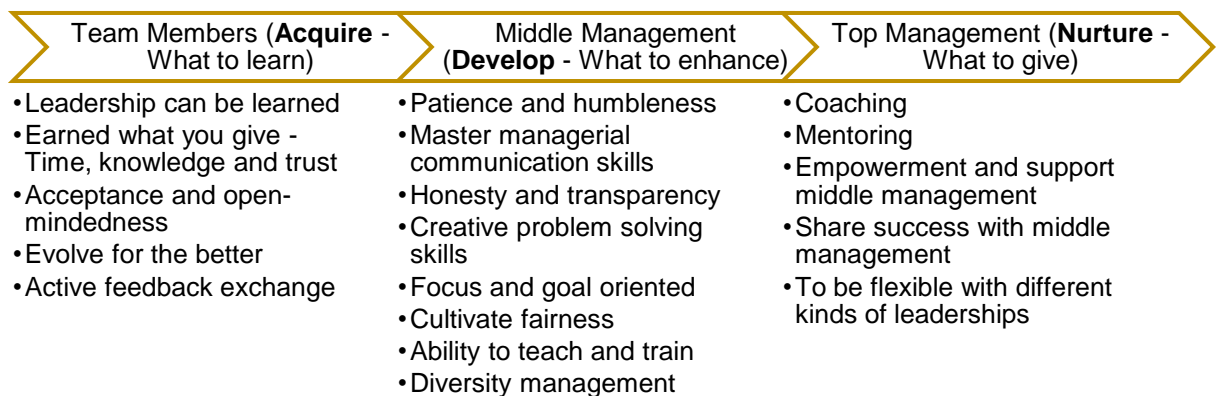 Team Members (Acquire -
What to learn)
•Leadership can be learned
•Earned what you give -
Time, knowledge and trust
•Acceptance and open-
mindedness
•Evolve for the better
•Active feedback exchange
Middle Management
(Develop - What to enhance)
•Patience and humbleness
•Master managerial
communication skills
•Honesty and transparency
•Creative problem solving
skills
•Focus and goal oriented
•Cultivate fairness
•Ability to teach and train
•Diversity management
Top Management (Nurture -
What to give)
•Coaching
•Mentoring
•Empowerment and support
middle management
•Share success with middle
management
•To be flexible with different
kinds of leaderships